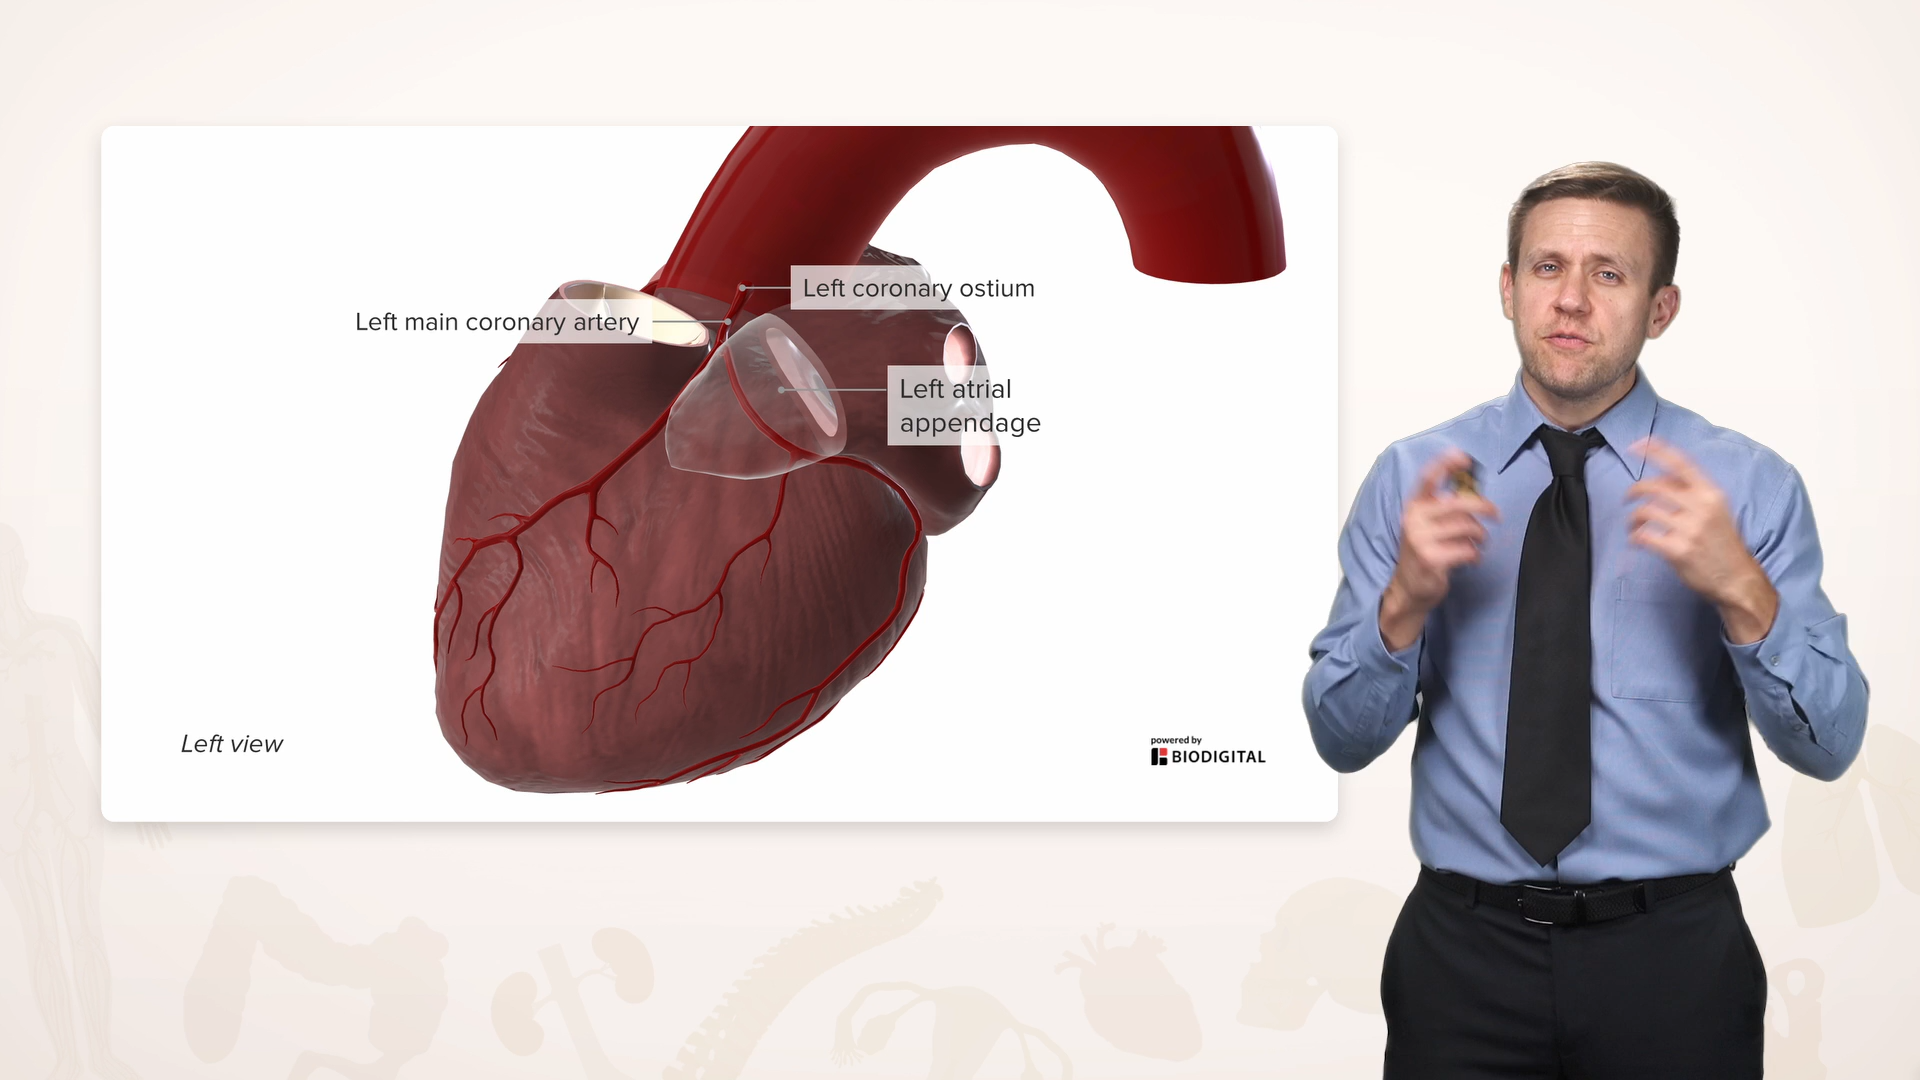 Left coronary ostium
Left main coronary artery
Left atrial
appendage
Left view
powered by
BIODIGITAL